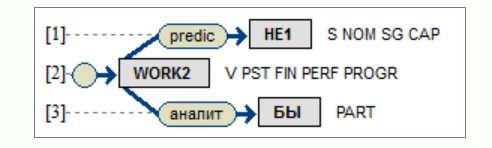 [1] predic HE1 S NOM SG CAP
[2] WORK2 V PST FIN PERF PROGR
[3] аналит БЫ PART